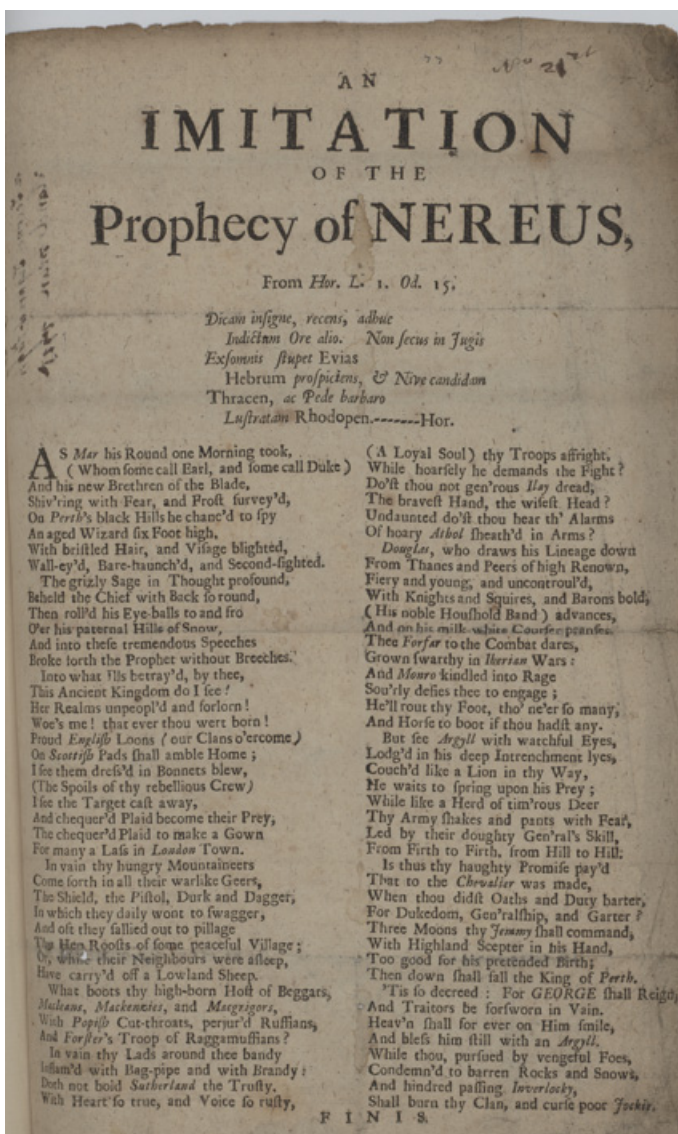 No 21
AN
IMITATION
OF THE
Prophecy of NEREUS,
From Hor. L. 1. Od. 15.
Dicam insigne, recens, adhuc
Indictum Ore alio. Non secus in Jugis
Exsomnis stupet Evias
Hebrum prospiciens, & Nive candidam
Thracen, ac Pede barbaro
Lustratam Rhodopen.-------Hor.
AS Mar his Round one Morning took,
(Whom some call Earl, and some call Duke)
And his new Brethren of the Blade,
Shiv'ring with Fear, and Frost survey'd,
On Perth's black Hills he chanc'd to spy
An aged Wizard six Foot high,
With bristled Hair, and Visage blighted,
Wall-ey'd, Bare-haunch'd, and Second-sighted.
The grizly Sage in Thought profound,
Beheld the Chief with Back so round,
Then roll'd his Eye-balls to and fro
O'er his paternal Hills of Snow,
And into these tremendous Speeches
Broke forth the Prophet without Breeches.
Into what Ills betray'd, by thee,
This Ancient Kingdom do I see!
Her Realms unpeopl'd and forlorn!
Woe's me! that ever thou wert born!
Proud English Loons (our Clans o'ercome)
On Scottish Pads shall amble Home;
I see them dress'd in Bonnets blew,
(The Spoils of thy rebellious Crew)
I see the Target cast away,
And chequer'd Plaid become their Prey,
The chequer'd Plaid to make a Gown
For many a Lass in London Town.
In vain thy hungry Mountaineers
Come forth in all their warlike Geers,
The Shield, the Pistol, Durk and Dagger,
In which they daily wont to swagger,
And oft they sallied out to pillage
The Hen Roosts of some peaceful Village;
Or, while their Neighbours were asleep,
Have carry'd off a Lowland Sheep.
What boots thy high-born Host of Beggars,
Macleans, Mackenzies, and Macgrigors,
With Popish Cut-throats, perjur'd Ruffians,
And Forster's Troop of Raggamuffians?
In vain thy Lads around thee bandy
Inflam'd with Bag-pipe and with Brandy:
Doth not bold Sutherland the Trusty.
With Heart so true, and Voice so rusty,
(A Loyal Soul) thy Troops affright,
While hoarsely he demands the Fight?
Do'st thou not gen'rous Ilay dread,
The bravest Hand, the wisest Head?
Undaunted do'st thou hear th' Alarms
Of hoary Athol sheath'd in Arms?
Douglas, who draws his Lineage down
From Thanes and Peers of high Renown,
Fiery and young, and uncontroul'd,
With Knights and Squires, and Barons bold,
(His noble Houshold Band) advances,
And on his milk white Courser pranses.
Thee Forfar to the Combat dares,
Grown swarthy in Iberian Wars:
And Monro kindled into Rage
Sou'rly defies thee to engage;
He'll rout thy Foot, tho' ne'er so many,
And Horse to boot if thou hadst any.
But see Argyll with watchful Eyes,
Lodg'd in his deep Intrenchment lyes,
Couch'd like a Lion in thy Way,
He waits to spring upon his Prey;
While like a Herd of tim'rous Deer
Thy Army shakes and pants with Fear,
Led by their doughty Gen'ral's Skill,
From Firth to Firth, from Hill to Hill.
Is thus thy haughty Promise pay'd
That to the Chevalier was made,
When thou didst Oaths and Duty barter,
For Dukedom, Gen'ralship, and Garter?
Three Moons thy Jemmy shall command,
With Highland Scepter in his Hand,
Too good for his pretended Birth;
Then down shall fall the King of Perth.
'Tis so decreed: For GEORGE shall Reign,
And Traitors be forsworn in Vain.
Heav'n shall for ever on Him smile,
And bless him still with an Argyll.
While thou, pursued by vengeful Foes,
Condemn'd to barren Rocks and Snows,
And hindred passing Inverlocky,
Shall burn thy Clan, and curse poor Jockie.
FINIS.